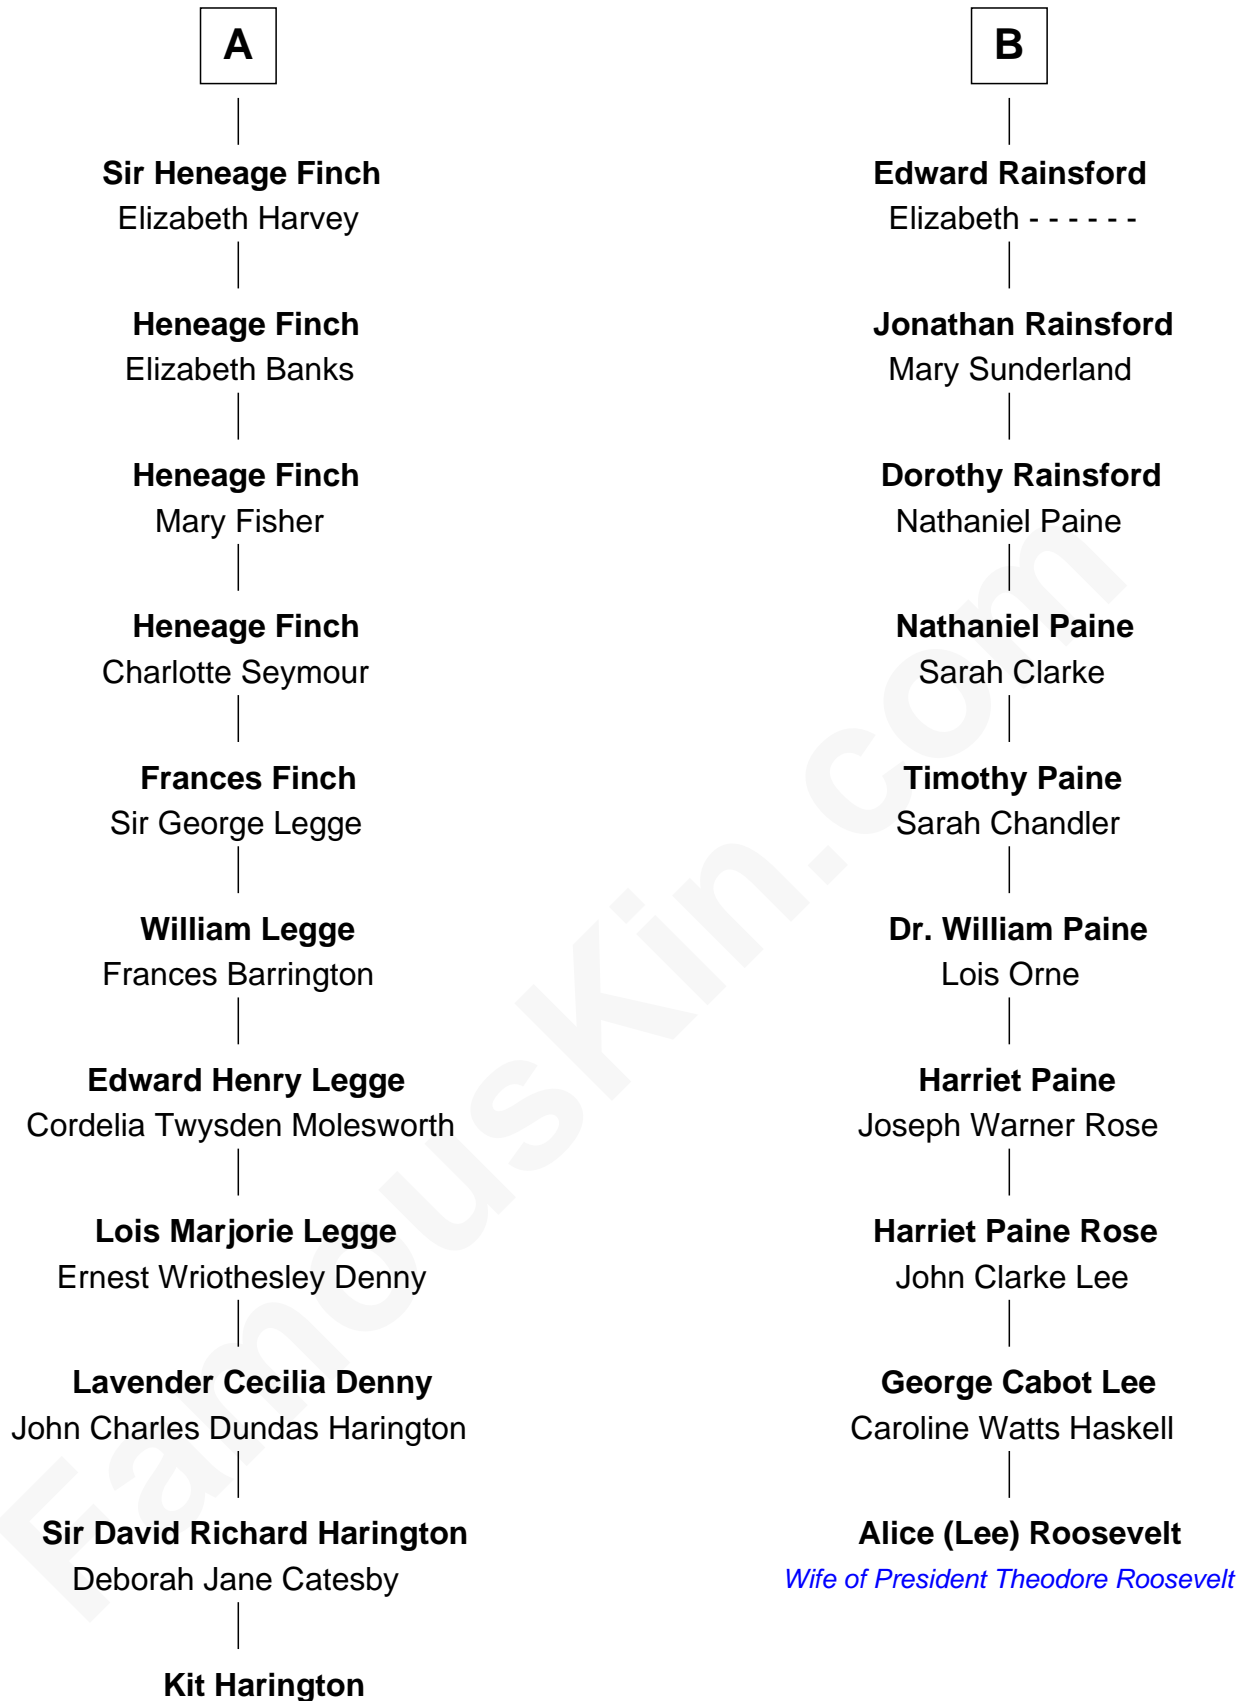 A
Sir Heneage Finch
Elizabeth Harvey
Heneage Finch
Elizabeth Banks
Heneage Finch
Mary Fisher
Heneage Finch
Charlotte Seymour
Frances Finch
Sir George Legge
William Legge
Frances Barrington
Edward Henry Legge
Cordelia Twysden Molesworth
Lois Marjorie Legge
Ernest Wriothesley Denny
Lavender Cecilia Denny
John Charles Dundas Harington
Sir David Richard Harington
Deborah Jane Catesby
Kit Harington
B
Edward Rainsford
Elizabeth - - - - - -
Jonathan Rainsford
Mary Sunderland
Dorothy Rainsford
Nathaniel Paine
Nathaniel Paine
Sarah Clarke
Timothy Paine
Sarah Chandler
Dr. William Paine
Lois Orne
Harriet Paine
Joseph Warner Rose
Harriet Paine Rose
John Clarke Lee
George Cabot Lee
Caroline Watts Haskell
Alice (Lee) Roosevelt
Wife of President Theodore Roosevelt
FamousKin.com